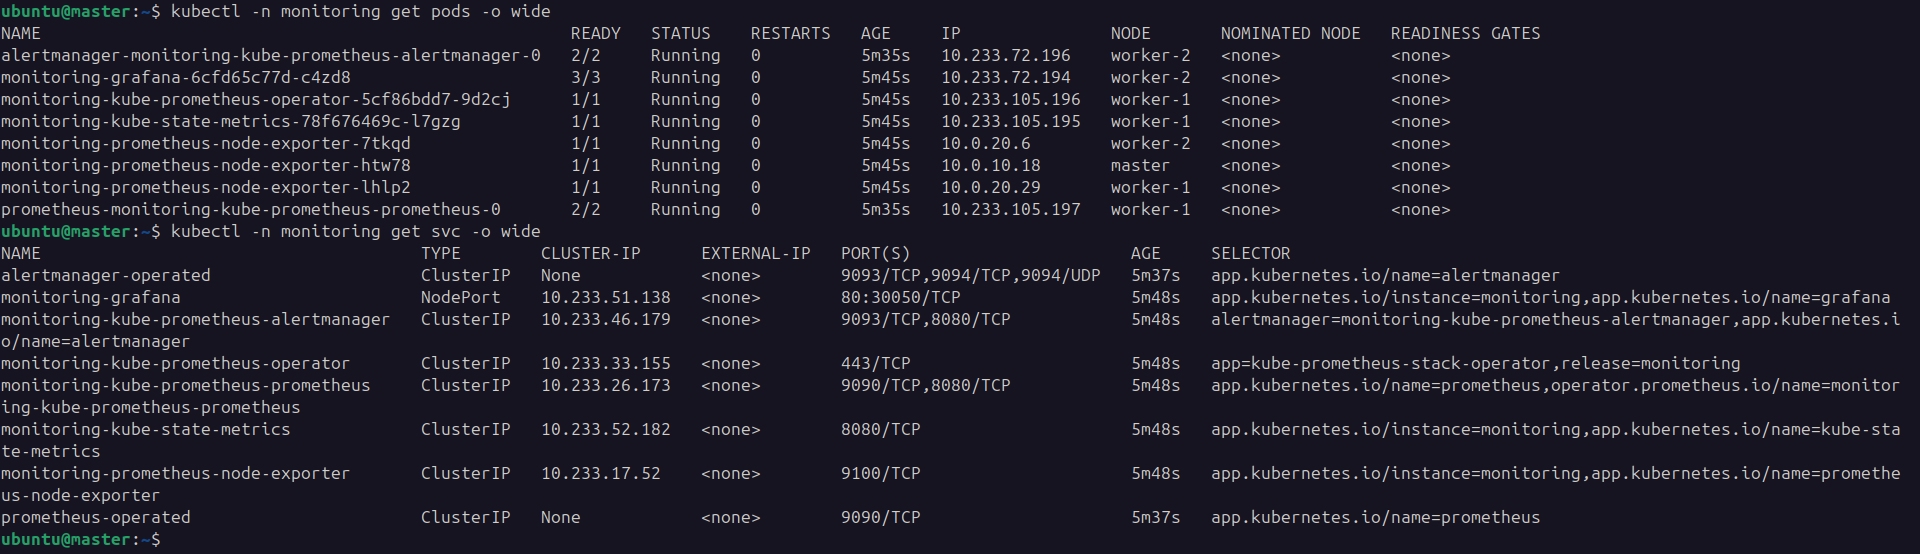 ubuntu@master:~$ kubectl -n monitoring get pods -o wide
NAME                                                     READY   STATUS    RESTARTS   AGE     IP              NODE       NOMINATED NODE   READINESS GATES
alertmanager-monitoring-kube-prometheus-alertmanager-0   2/2     Running   0          5m35s   10.233.72.196   worker-2   <none>           <none>
monitoring-grafana-6cfd65c77d-c4zd8                      3/3     Running   0          5m45s   10.233.72.194   worker-2   <none>           <none>
monitoring-kube-prometheus-operator-5cf86bdd7-9d2cj      1/1     Running   0          5m45s   10.233.105.196  worker-1   <none>           <none>
monitoring-kube-state-metrics-78f676469c-l7gzg           1/1     Running   0          5m45s   10.233.105.195  worker-1   <none>           <none>
monitoring-prometheus-node-exporter-7tkqd                1/1     Running   0          5m45s   10.0.20.6       worker-2   <none>           <none>
monitoring-prometheus-node-exporter-htw78                1/1     Running   0          5m45s   10.0.10.18      master     <none>           <none>
monitoring-prometheus-node-exporter-lhlp2                1/1     Running   0          5m45s   10.0.20.29      worker-1   <none>           <none>
prometheus-monitoring-kube-prometheus-prometheus-0       2/2     Running   0          5m35s   10.233.105.197  worker-1   <none>           <none>
ubuntu@master:~$ kubectl -n monitoring get svc -o wide
NAME                                      TYPE        CLUSTER-IP      EXTERNAL-IP   PORT(S)                      AGE     SELECTOR
alertmanager-operated                     ClusterIP   None            <none>        9093/TCP,9094/TCP,9094/UDP   5m37s   app.kubernetes.io/name=alertmanager
monitoring-grafana                        NodePort    10.233.51.138   <none>        80:30050/TCP                 5m48s   app.kubernetes.io/instance=monitoring,app.kubernetes.io/name=grafana
monitoring-kube-prometheus-alertmanager   ClusterIP   10.233.46.179   <none>        9093/TCP,8080/TCP            5m48s   alertmanager=monitoring-kube-prometheus-alertmanager,app.kubernetes.i
o/name=alertmanager
monitoring-kube-prometheus-operator       ClusterIP   10.233.33.155   <none>        443/TCP                      5m48s   app=kube-prometheus-stack-operator,release=monitoring
monitoring-kube-prometheus-prometheus     ClusterIP   10.233.26.173   <none>        9090/TCP,8080/TCP            5m48s   app.kubernetes.io/name=prometheus,operator.prometheus.io/name=monitor
ing-kube-prometheus-prometheus
monitoring-kube-state-metrics             ClusterIP   10.233.52.182   <none>        8080/TCP                     5m48s   app.kubernetes.io/instance=monitoring,app.kubernetes.io/name=kube-sta
te-metrics
monitoring-prometheus-node-exporter       ClusterIP   10.233.17.52    <none>        9100/TCP                     5m48s   app.kubernetes.io/instance=monitoring,app.kubernetes.io/name=promethe
us-node-exporter
prometheus-operated                       ClusterIP   None            <none>        9090/TCP                     5m37s   app.kubernetes.io/name=prometheus
ubuntu@master:~$